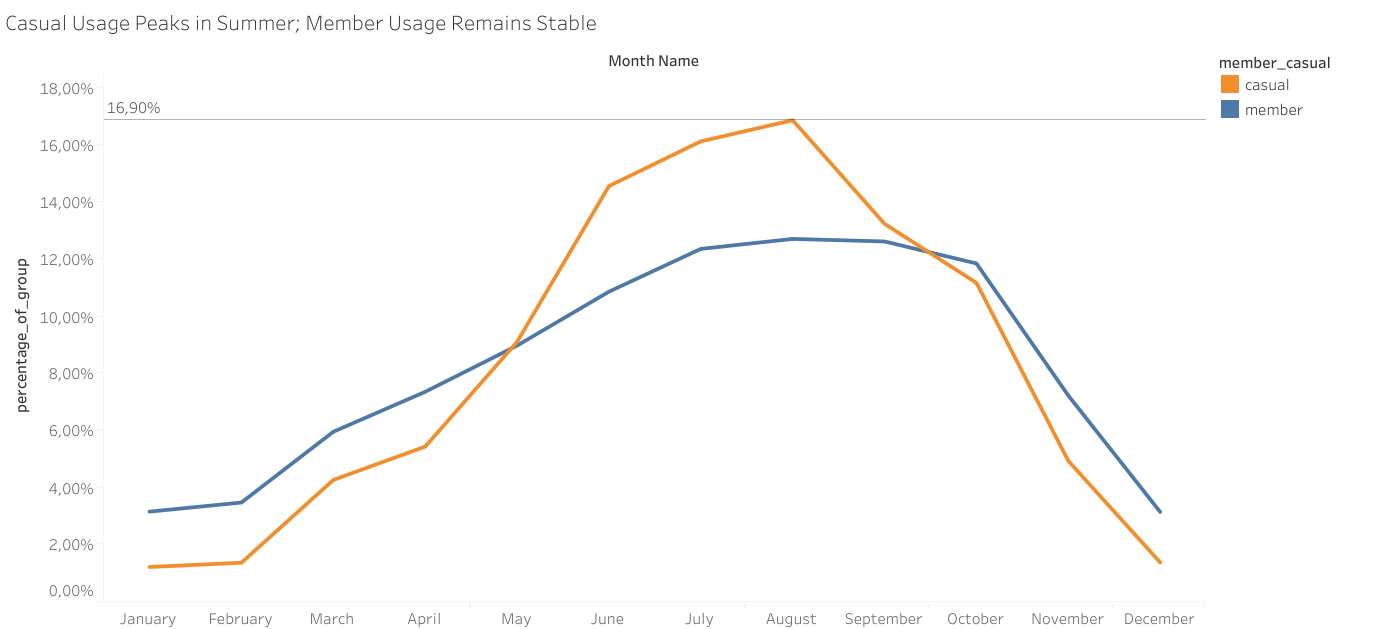 Casual Usage Peaks in Summer; Member Usage Remains Stable
Month Name
member_casual
casual
member
18,00%
16,90%
16,00%
14,00%
12,00%
10,00%
8,00%
6,00%
4,00%
2,00%
0,00%
percentage_of_group
January February March April May June July August September October November December